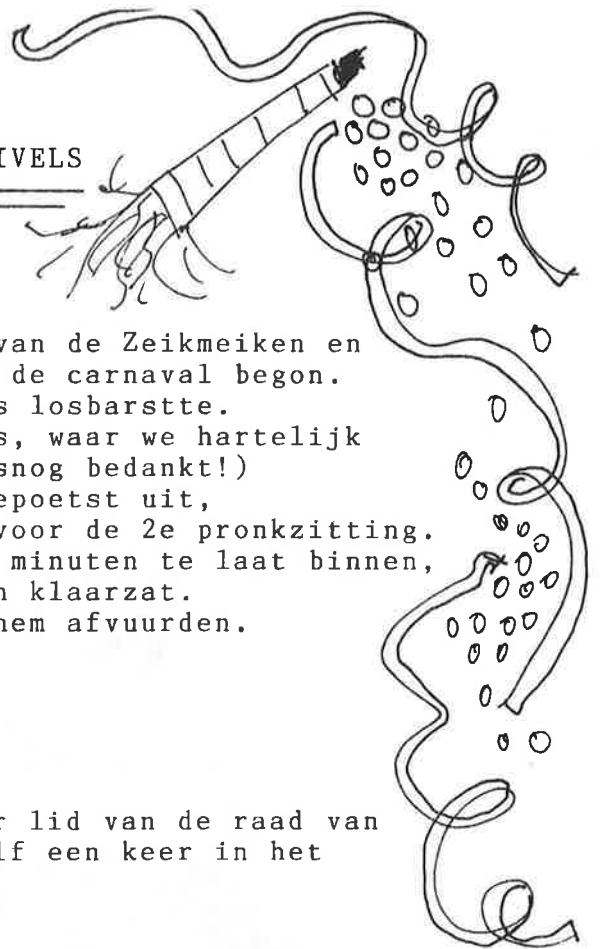 IVELS
van de Zeikmeiken en
de carnaval begon.
s losbarstte.
s, waar we hartelijk
snog bedankt!)
epoetst uit,
voor de 2e pronkzitting.
minuten te laat binnen,
n klaarzat.
nem afvuurden.
r lid van de raad van
lf een keer in het